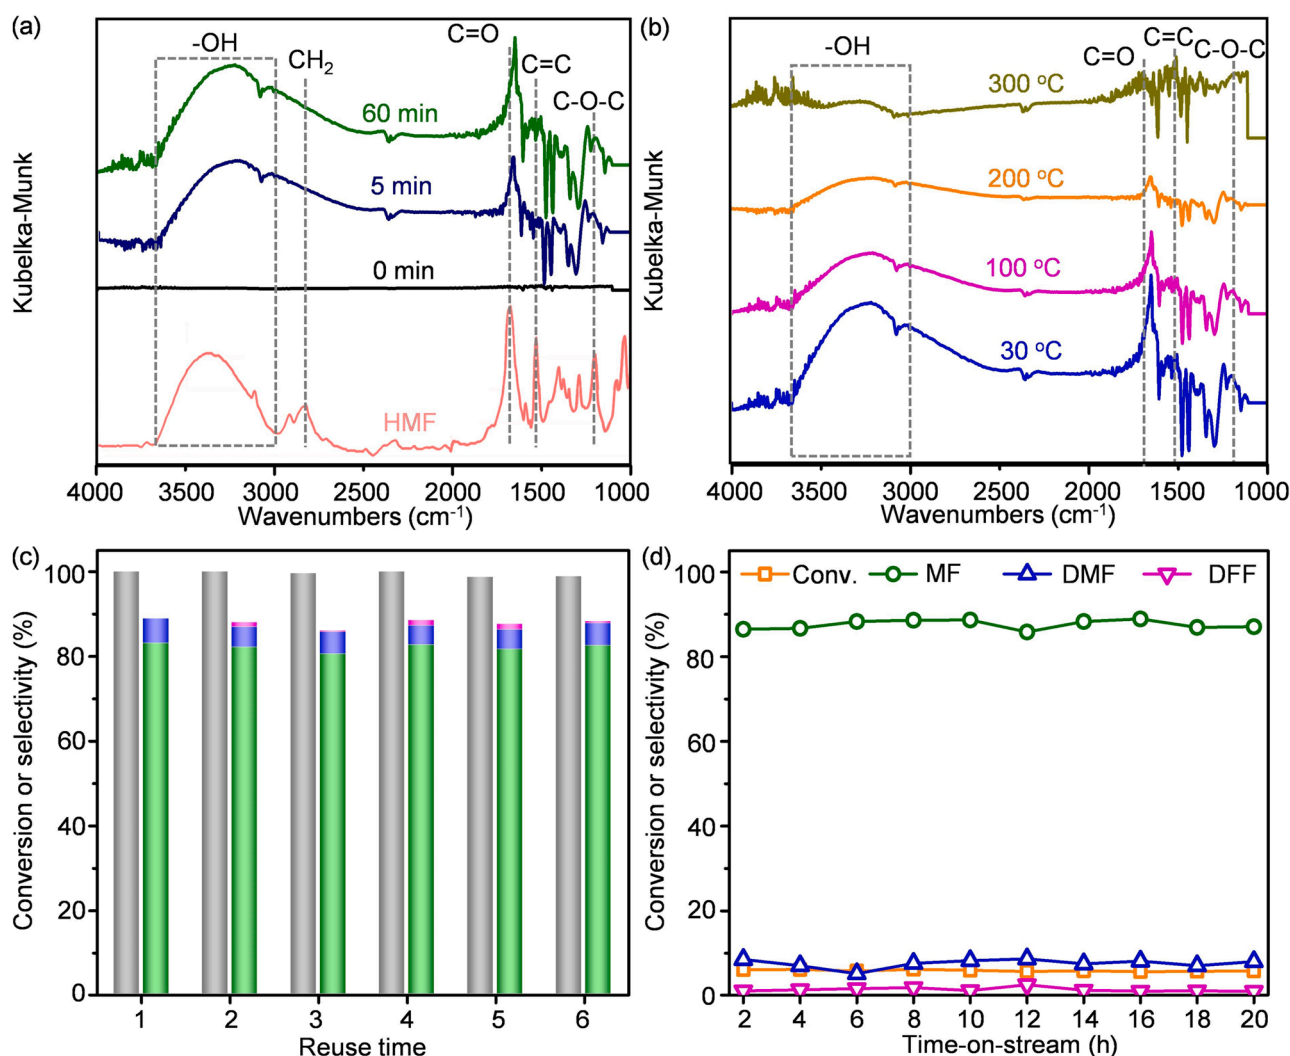 (a)
-OH
CH₂
C=O
C=C
C-O-C
60 min
5 min
0 min
HMF
Kubelka-Munk
4000 3500 3000 2500 2000 1500 1000
Wavenumbers (cm⁻¹)
(b)
-OH
C=O
C=C
C-O-C
300 °C
200 °C
100 °C
30 °C
Kubelka-Munk
4000 3500 3000 2500 2000 1500 1000
Wavenumbers (cm⁻¹)
(c)
100
80
60
40
20
0
Conversion or selectivity (%)
1 2 3 4 5 6
Reuse time
(d)
Conv. MF DMF DFF
100
80
60
40
20
0
Conversion or selectivity (%)
2 4 6 8 10 12 14 16 18 20
Time-on-stream (h)